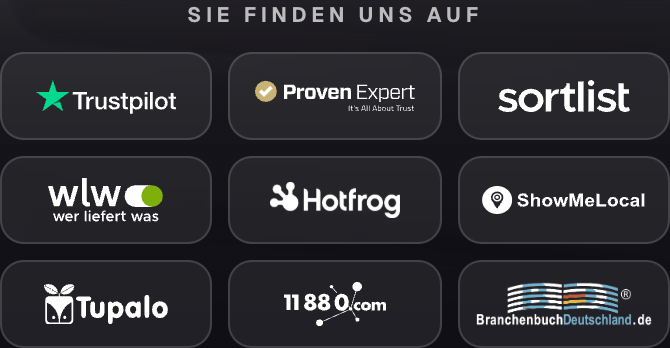 SIE FINDEN UNS AUF
Trustpilot
Proven Expert
It's All About Trust
sortlist
wlw
wer liefert was
Hotfrog
ShowMeLocal
Tupalo
11880.com
BranchenbuchDeutschland.de ®